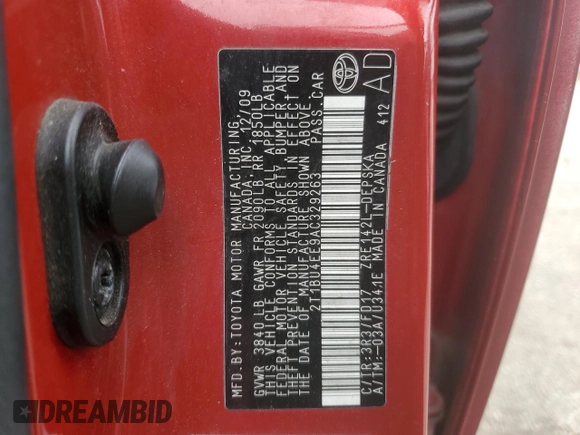 MFD.BY:TOYOTA MOTOR MANUFACTURING,
CANADA, INC. 12/09
GVWR 3840 LB GAWR FR 2090LB,RR 1850LB
THIS VEHICLE CONFORMS TO ALL APPLICABLE
FEDERAL MOTOR VEHICLE SAFETY, BUMPER AND
THEFT PREVENTION STANDARDS IN EFFECT ON
THE DATE OF MANUFACTURE SHOWN ABOVE.
2T1BU4EE9AC329263 PASS.CAR
C/TR:3R3/FD13 ZRE142L-DEPSKA
A/TM:-03A/U341E MADE IN CANADA 412
AD
DREAMBID